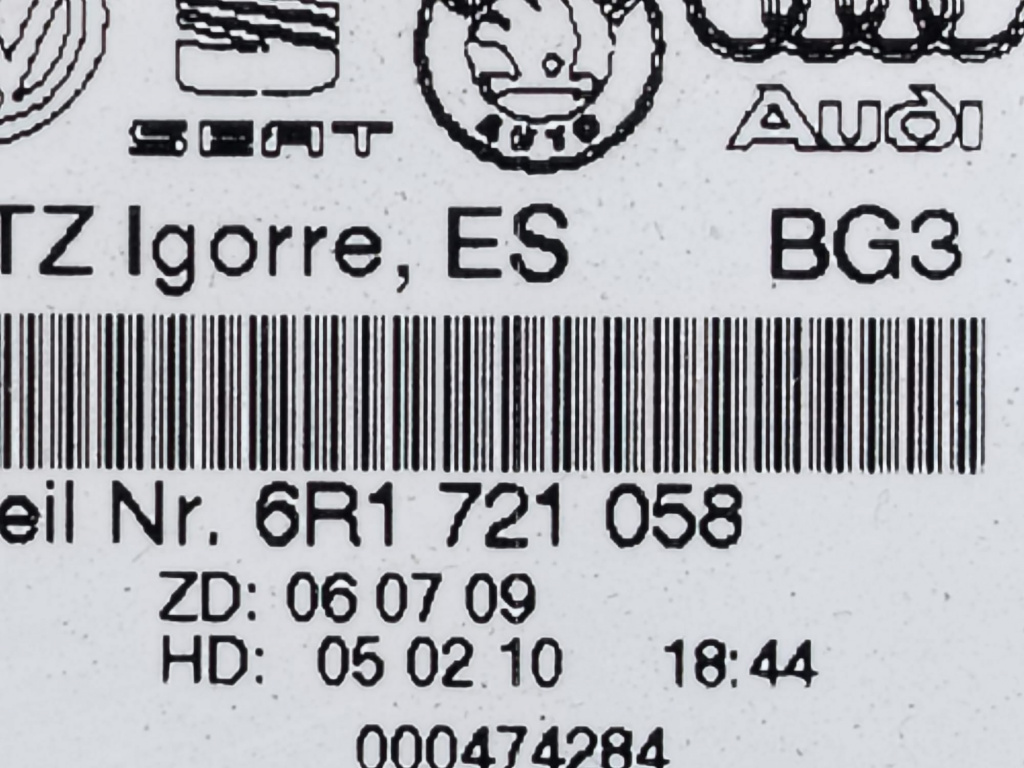 SEAT AUDI
TZ Igorre, ES BG3
eil Nr. 6R1 721 058
ZD: 06 07 09
HD: 05 02 10 18:44
000474284